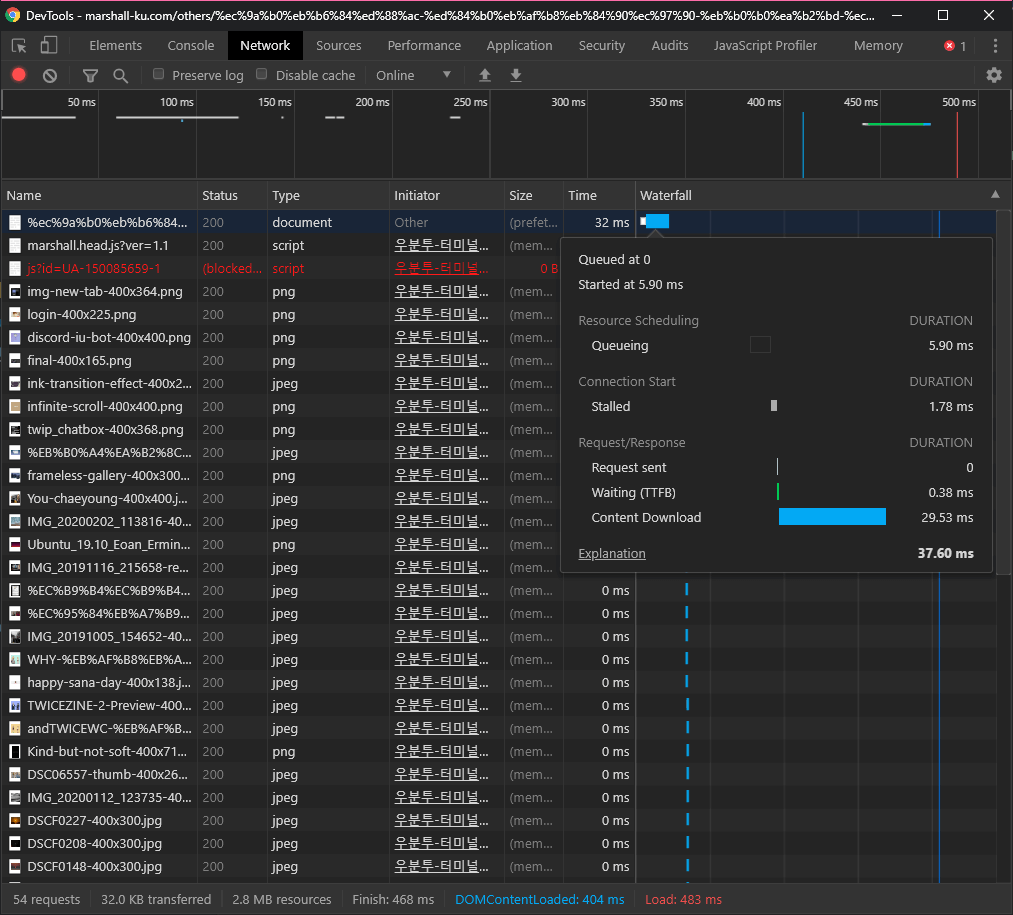 DevTools - marshall-ku.com/others/%ec%9a%b0%eb%b6%84%ed%88%ac-%ed%84%b0%eb%af%b8%eb%84%90%ec%97%90-%eb%b0%b0%ea%b2%bd-%ec...
Elements Console Network Sources Performance Application Security Audits JavaScript Profiler Memory 1
Preserve log Disable cache Online
50 ms 100 ms 150 ms 200 ms 250 ms 300 ms 350 ms 400 ms 450 ms 500 ms
Name Status Type Initiator Size Time Waterfall
%ec%9a%b0%eb%b6%84... 200 document Other (prefet... 32 ms
marshall.head.js?ver=1.1 200 script 우분투-터미널... (mem...
js?id=UA-150085659-1 (blocked... script 우분투-터미널... 0 B
img-new-tab-400x364.png 200 png 우분투-터미널... (mem...
login-400x225.png 200 png 우분투-터미널... (mem...
discord-iu-bot-400x400.png 200 png 우분투-터미널... (mem...
final-400x165.png 200 png 우분투-터미널... (mem...
ink-transition-effect-400x2... 200 jpeg 우분투-터미널... (mem...
infinite-scroll-400x400.png 200 png 우분투-터미널... (mem...
twip_chatbox-400x368.png 200 png 우분투-터미널... (mem...
%EB%B0%A4%EA%B2%8C... 200 jpeg 우분투-터미널... (mem...
frameless-gallery-400x300... 200 png 우분투-터미널... (mem...
You-chaeyoung-400x400.j... 200 jpeg 우분투-터미널... (mem...
IMG_20200202_113816-40... 200 jpeg 우분투-터미널... (mem...
Ubuntu_19.10_Eoan_Ermin... 200 png 우분투-터미널... (mem...
IMG_20191116_215658-re... 200 jpeg 우분투-터미널... (mem...
%EC%B9%B4%EC%B9%B4... 200 jpeg 우분투-터미널... (mem... 0 ms
%EC%95%84%EB%A7%B9... 200 jpeg 우분투-터미널... (mem... 0 ms
IMG_20191005_154652-40... 200 jpeg 우분투-터미널... (mem... 0 ms
WHY-%EB%AF%B8%EB%A... 200 jpeg 우분투-터미널... (mem... 0 ms
happy-sana-day-400x138.j... 200 jpeg 우분투-터미널... (mem... 0 ms
TWICEZINE-2-Preview-400... 200 jpeg 우분투-터미널... (mem... 0 ms
andTWICEWC-%EB%AF%B... 200 jpeg 우분투-터미널... (mem... 0 ms
Kind-but-not-soft-400x71... 200 png 우분투-터미널... (mem... 0 ms
DSC06557-thumb-400x26... 200 jpeg 우분투-터미널... (mem... 0 ms
IMG_20200112_123735-40... 200 jpeg 우분투-터미널... (mem... 0 ms
DSCF0227-400x300.jpg 200 jpeg 우분투-터미널... (mem... 0 ms
DSCF0208-400x300.jpg 200 jpeg 우분투-터미널... (mem... 0 ms
DSCF0148-400x300.jpg 200 jpeg 우분투-터미널... (mem... 0 ms
Queued at 0
Started at 5.90 ms
Resource Scheduling DURATION
Queueing 5.90 ms
Connection Start DURATION
Stalled 1.78 ms
Request/Response DURATION
Request sent 0
Waiting (TTFB) 0.38 ms
Content Download 29.53 ms
Explanation 37.60 ms
54 requests 32.0 KB transferred 2.8 MB resources Finish: 468 ms DOMContentLoaded: 404 ms Load: 483 ms